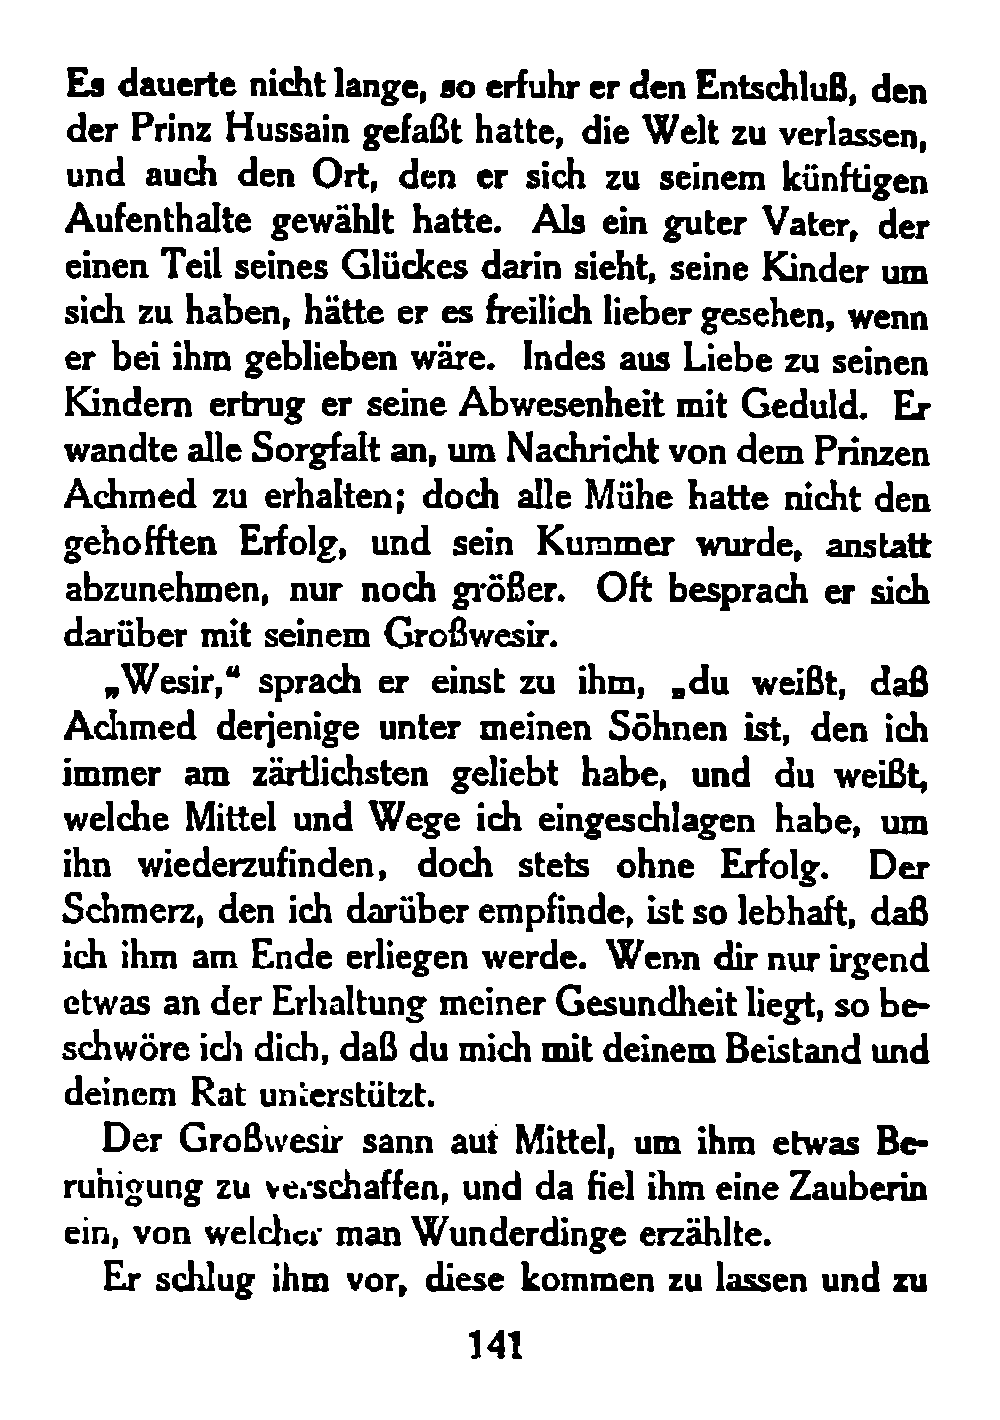 Es dauerte nicht lange, so erfuhr er den Entschluß, den
der Prinz Hussain gefaßt hatte, die Welt zu verlassen,
und auch den Ort, den er sich zu seinem künftigen
Aufenthalte gewählt hatte. Als ein guter Vater, der
einen Teil seines Glückes darin sieht, seine Kinder um
sich zu haben, hätte er es freilich lieber gesehen, wenn
er bei ihm geblieben wäre. Indes aus Liebe zu seinen
Kindern ertrug er seine Abwesenheit mit Geduld. Er
wandte alle Sorgfalt an, um Nachricht von dem Prinzen
Achmed zu erhalten; doch alle Mühe hatte nicht den
gehofften Erfolg, und sein Kummer wurde, anstatt
abzunehmen, nur noch größer. Oft besprach er sich
darüber mit seinem Großwesir.
„Wesir,“ sprach er einst zu ihm, „du weißt, daß
Achmed derjenige unter meinen Söhnen ist, den ich
immer am zärtlichsten geliebt habe, und du weißt,
welche Mittel und Wege ich eingeschlagen habe, um
ihn wiederzufinden, doch stets ohne Erfolg. Der
Schmerz, den ich darüber empfinde, ist so lebhaft, daß
ich ihm am Ende erliegen werde. Wenn dir nur irgend
etwas an der Erhaltung meiner Gesundheit liegt, so be-
schwöre ich dich, daß du mich mit deinem Beistand und
deinem Rat unterstützt.
Der Großwesir sann auf Mittel, um ihm etwas Be-
ruhigung zu verschaffen, und da fiel ihm eine Zauberin
ein, von welcher man Wunderdinge erzählte.
Er schlug ihm vor, diese kommen zu lassen und zu
141